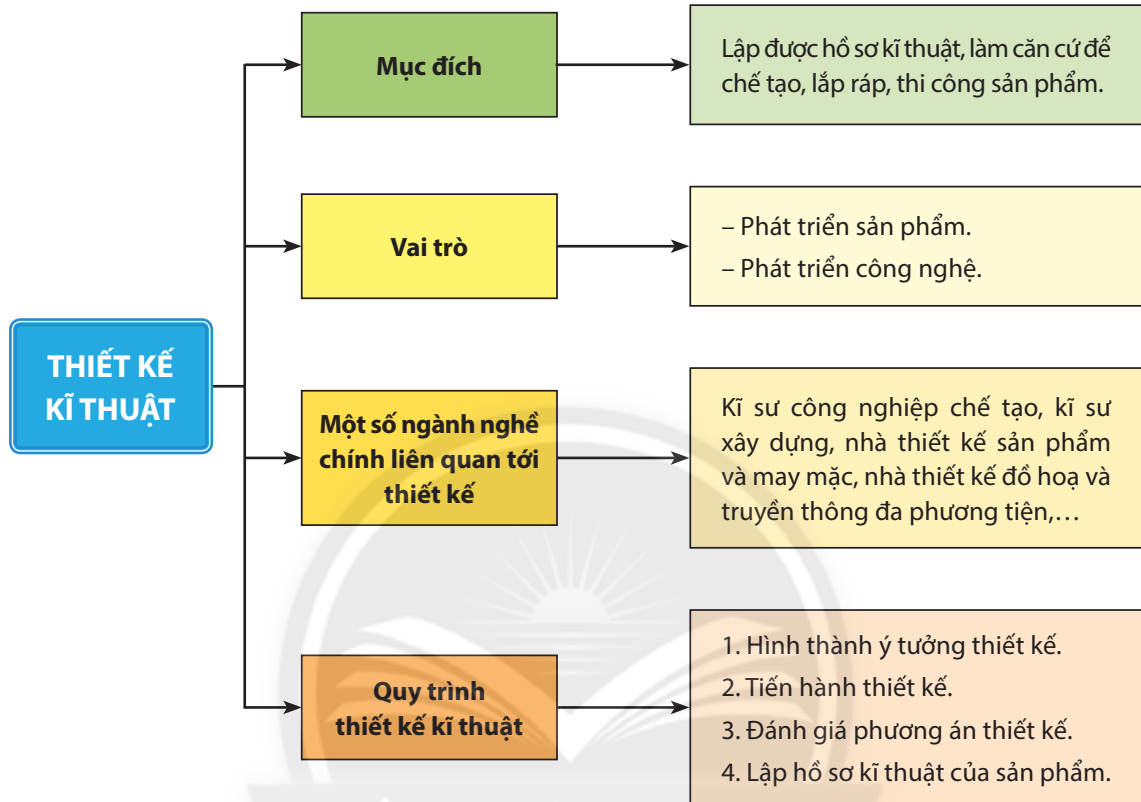 THIẾT KẾ
KĨ THUẬT
Mục đích
Lập được hồ sơ kĩ thuật, làm căn cứ để
chế tạo, lắp ráp, thi công sản phẩm.
Vai trò
– Phát triển sản phẩm.
– Phát triển công nghệ.
Một số ngành nghề
chính liên quan tới
thiết kế
Kĩ sư công nghiệp chế tạo, kĩ sư
xây dựng, nhà thiết kế sản phẩm
và may mặc, nhà thiết kế đồ hoạ và
truyền thông đa phương tiện,...
Quy trình
thiết kế kĩ thuật
1. Hình thành ý tưởng thiết kế.
2. Tiến hành thiết kế.
3. Đánh giá phương án thiết kế.
4. Lập hồ sơ kĩ thuật của sản phẩm.